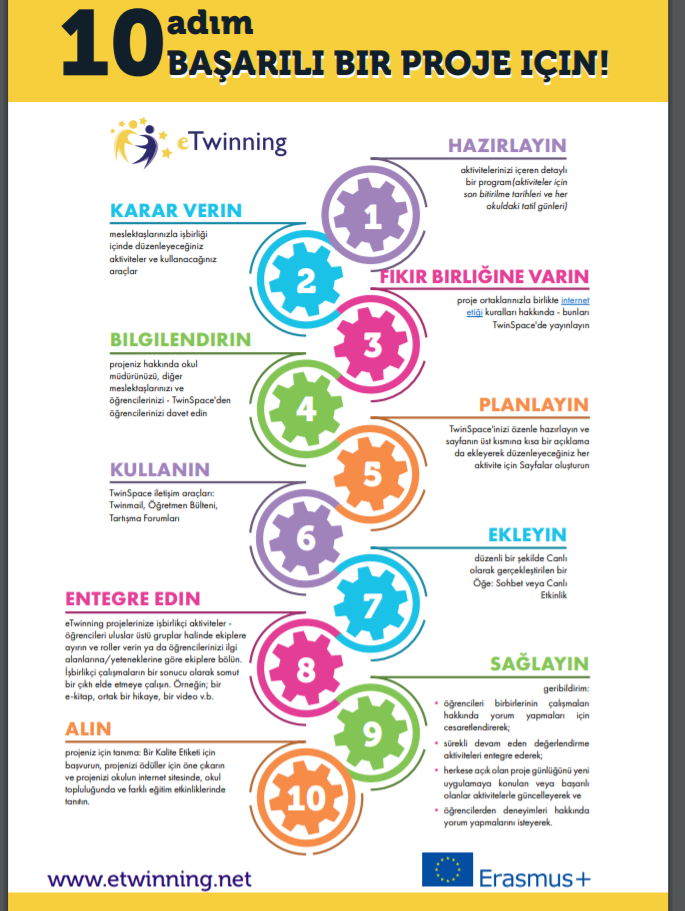 10 adım
BAŞARILI BIR PROJE IÇIN!
eTwinning
HAZIRLAYIN
aktivitelerinizi içeren detaylı
bir program(aktiviteler için
son bitirilme tarihleri ve her
okuldaki tatil günleri)
1
KARAR VERIN
meslektaşlarınızla işbirliği
içinde düzenleyeceğiniz
aktiviteler ve kullanacağınız
araçlar
2
FIKIR BIRLIĞINE VARIN
proje ortaklarınızla birlikte internet
etiği kuralları hakkında - bunları
TwinSpace'de yayınlayın
3
BILGILENDIRIN
projeniz hakkında okul
müdürünüzü, diğer
meslektaşlarınızı ve
öğrencilerinizi - TwinSpace'den
öğrencilerinizi davet edin
4
PLANLAYIN
TwinSpace'inizi özenle hazırlayın ve
sayfanın üst kısmına kısa bir açıklama
da ekleyerek düzenleyeceğiniz her
aktivite için Sayfalar oluşturun
5
KULLANIN
TwinSpace iletişim araçları:
Twinmail, Öğretmen Bülteni,
Tartışma Forumları
6
EKLEYIN
düzenli bir şekilde Canlı
olarak gerçekleştirilen bir
Öğe: Sohbet veya Canlı
Etkinlik
7
ENTEGRE EDIN
eTwinning projelerinize işbirlikçi aktiviteler -
öğrencileri uluslar üstü gruplar halinde ekiplere
ayırın ve roller verin ya da öğrencilerinizi ilgi
alanlarına/yeteneklerine göre ekiplere bölün.
İşbirlikçi çalışmaların bir sonucu olarak somut
bir çıktı elde etmeye çalışın. Örneğin; bir
e-kitap, ortak bir hikaye, bir video v.b.
8
SAĞLAYIN
geribildirim:
• öğrencileri birbirlerinin çalışmaları
hakkında yorum yapmaları için
cesaretlendirerek;
• sürekli devam eden değerlendirme
aktiviteleri entegre ederek;
• herkese açık olan proje günlüğünü yeni
uygulamaya konulan veya başarılı
olanlar aktivitelerle güncelleyerek ve
• öğrencilerden deneyimleri hakkında
yorum yapmalarını isteyerek.
9
ALIN
projeniz için tanıma: Bir Kalite Etiketi için
başvurun, projenizi ödüller için öne çıkarın
ve projenizi okulun internet sitesinde, okul
topluluğunda ve farklı eğitim etkinliklerinde
tanıtın.
10
www.etwinning.net
Erasmus+